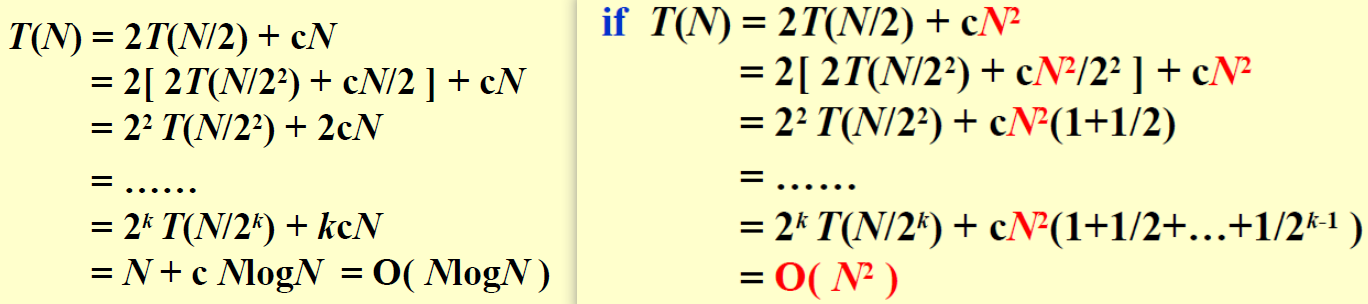 T(N) = 2T(N/2) + cN
= 2[ 2T(N/2²) + cN/2 ] + cN
= 2² T(N/2²) + 2cN
= ……
= 2ᵏ T(N/2ᵏ) + kcN
= N + c NlogN = O( NlogN )
if T(N) = 2T(N/2) + cN²
= 2[ 2T(N/2²) + cN²/2² ] + cN²
= 2² T(N/2²) + cN²(1+1/2)
= ……
= 2ᵏ T(N/2ᵏ) + cN²(1+1/2+…+1/2ᵏ⁻¹ )
= O( N² )